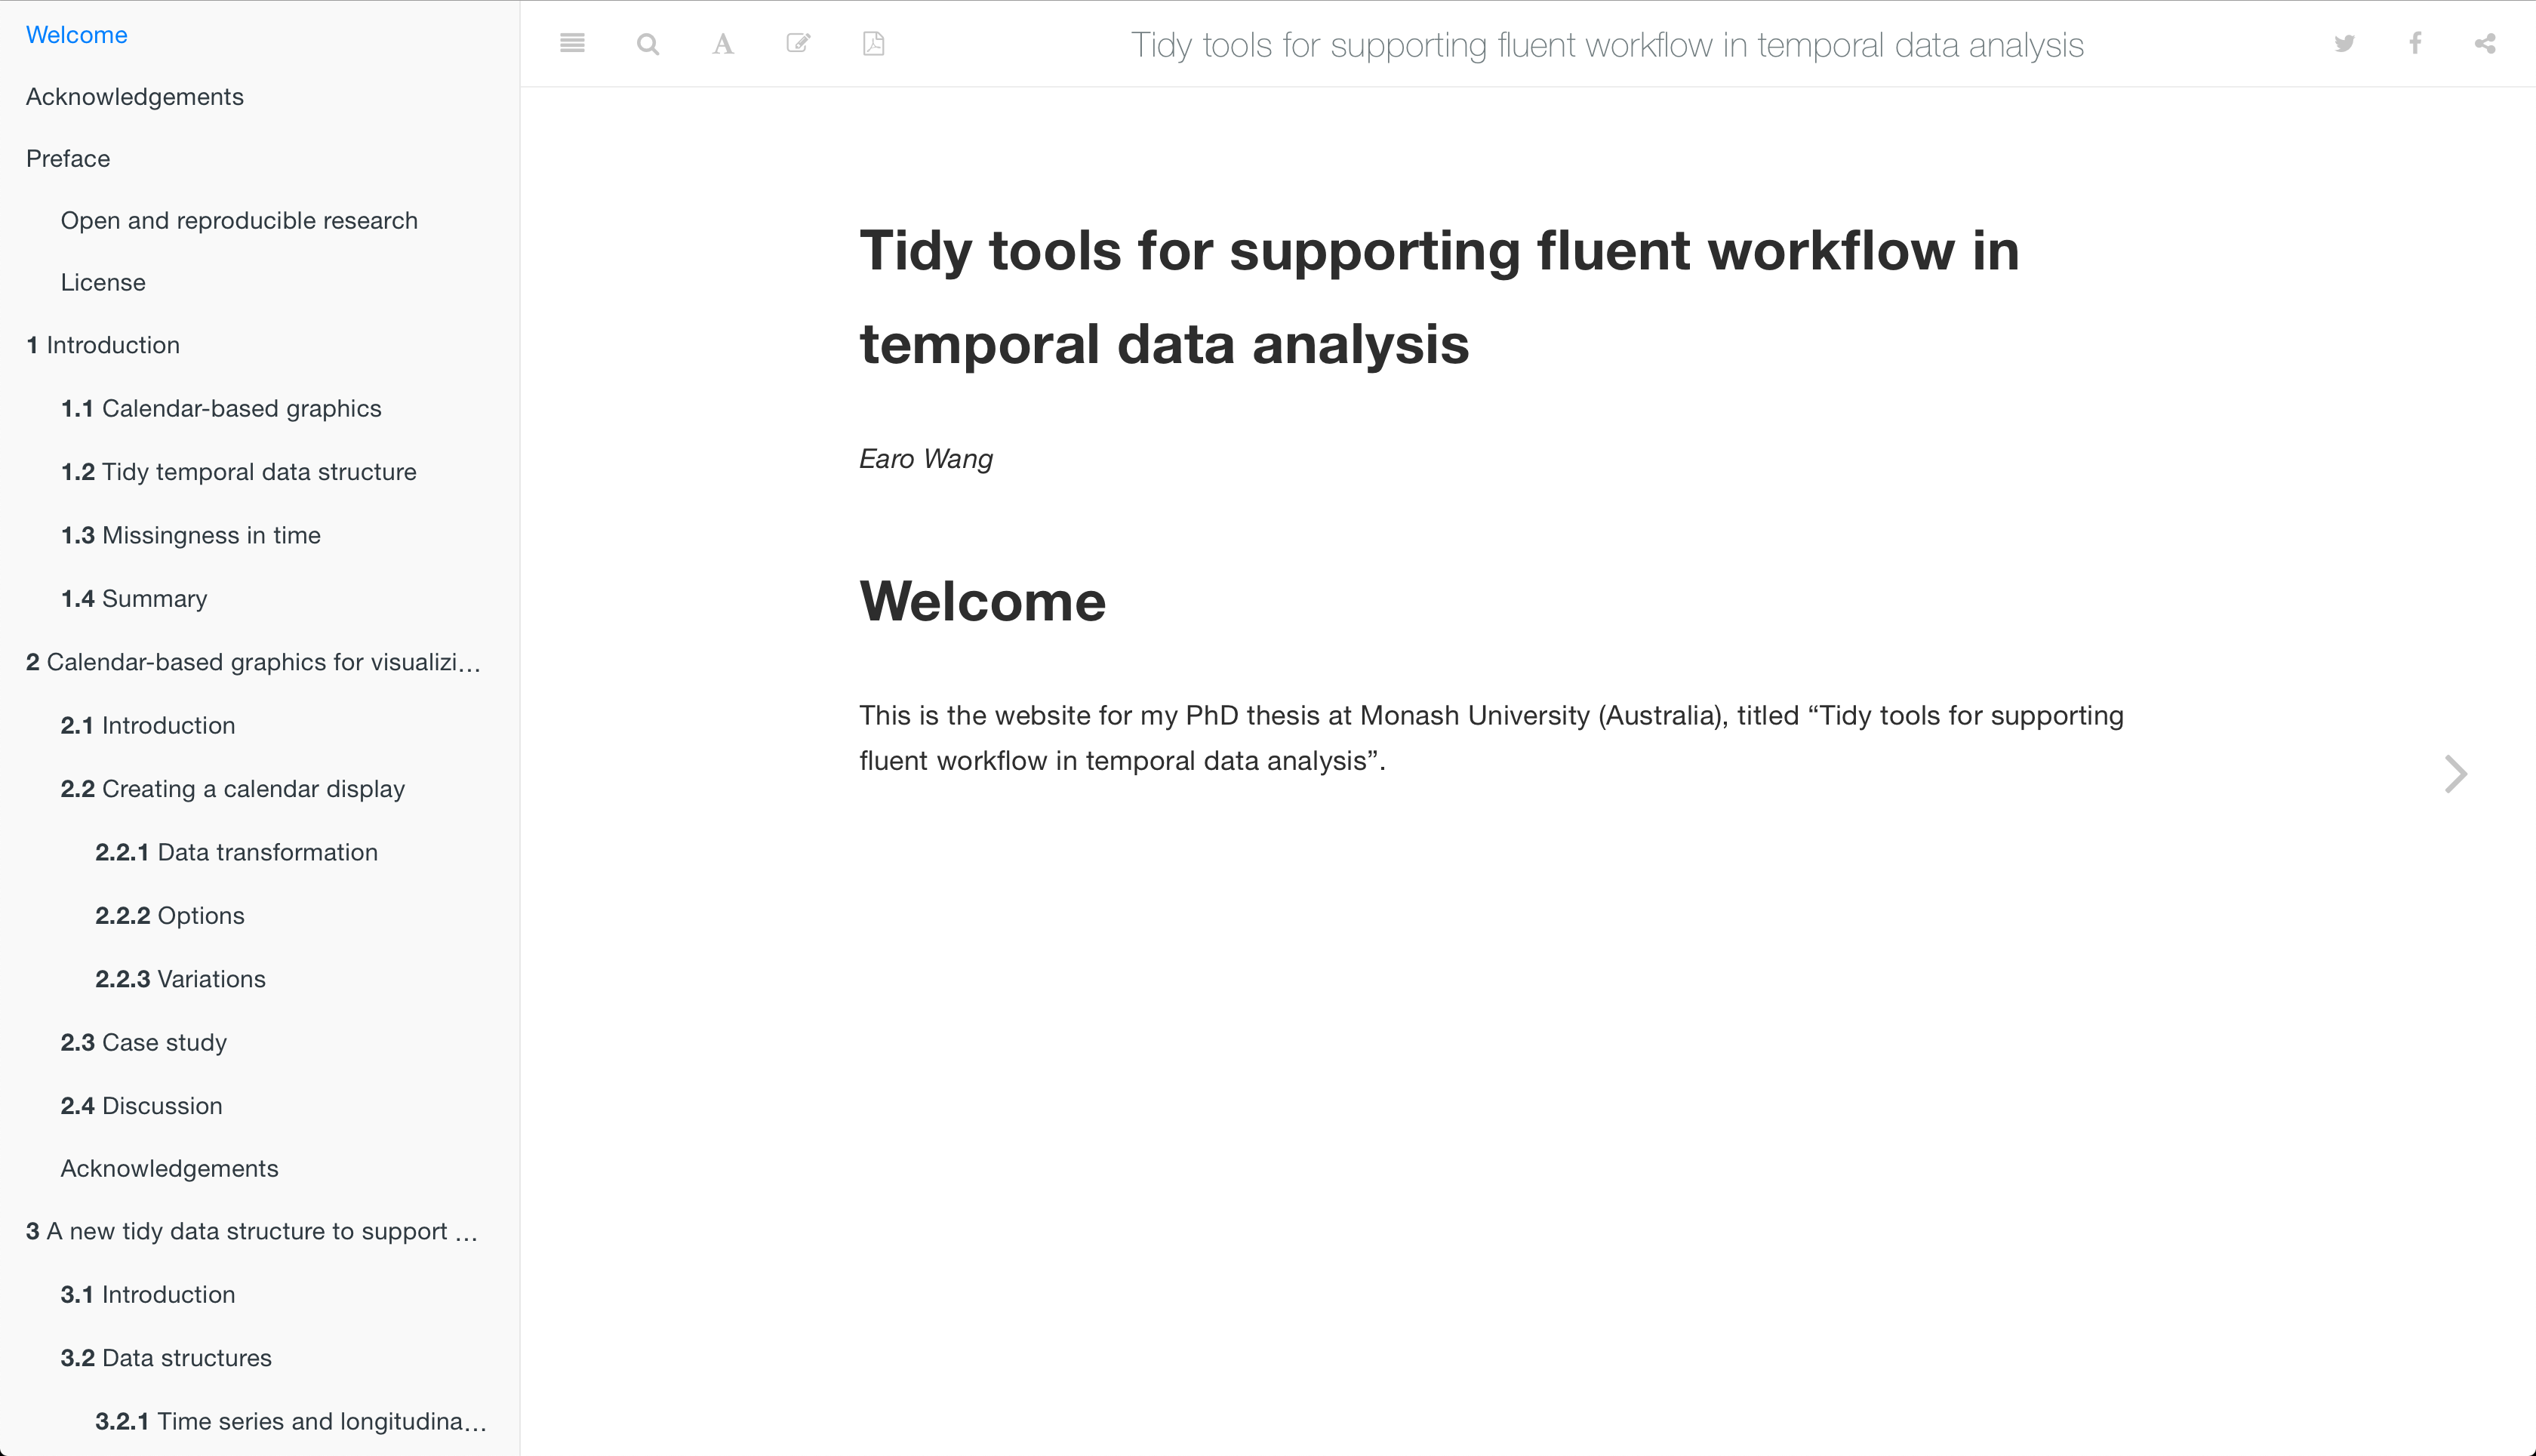 Welcome
Acknowledgements
Preface
Open and reproducible research
License
1 Introduction
1.1 Calendar-based graphics
1.2 Tidy temporal data structure
1.3 Missingness in time
1.4 Summary
2 Calendar-based graphics for visualizi…
2.1 Introduction
2.2 Creating a calendar display
2.2.1 Data transformation
2.2.2 Options
2.2.3 Variations
2.3 Case study
2.4 Discussion
Acknowledgements
3 A new tidy data structure to support …
3.1 Introduction
3.2 Data structures
3.2.1 Time series and longitudina…
Tidy tools for supporting fluent workflow in temporal data analysis
Tidy tools for supporting fluent workflow in
temporal data analysis
Earo Wang
Welcome
This is the website for my PhD thesis at Monash University (Australia), titled “Tidy tools for supporting
fluent workflow in temporal data analysis”.